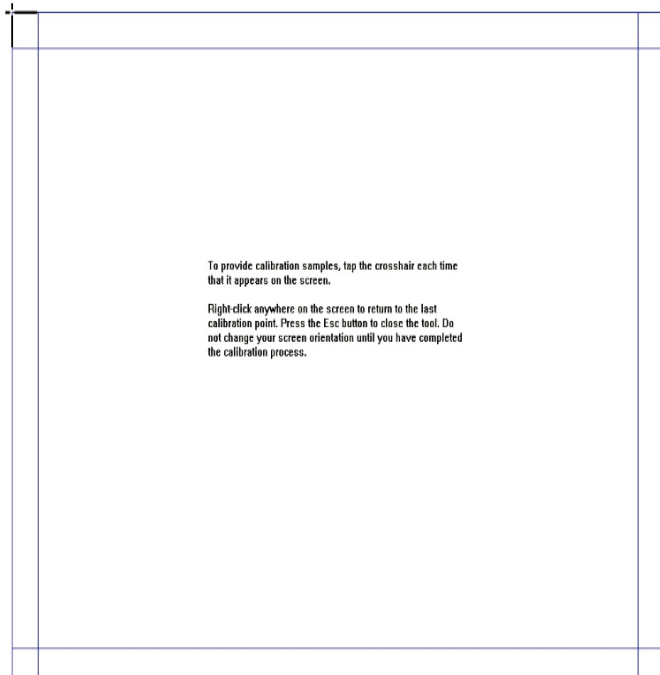 To provide calibration samples, tap the crosshair each time
that it appears on the screen.
Right-click anywhere on the screen to return to the last
calibration point. Press the Esc button to close the tool. Do
not change your screen orientation until you have completed
the calibration process.